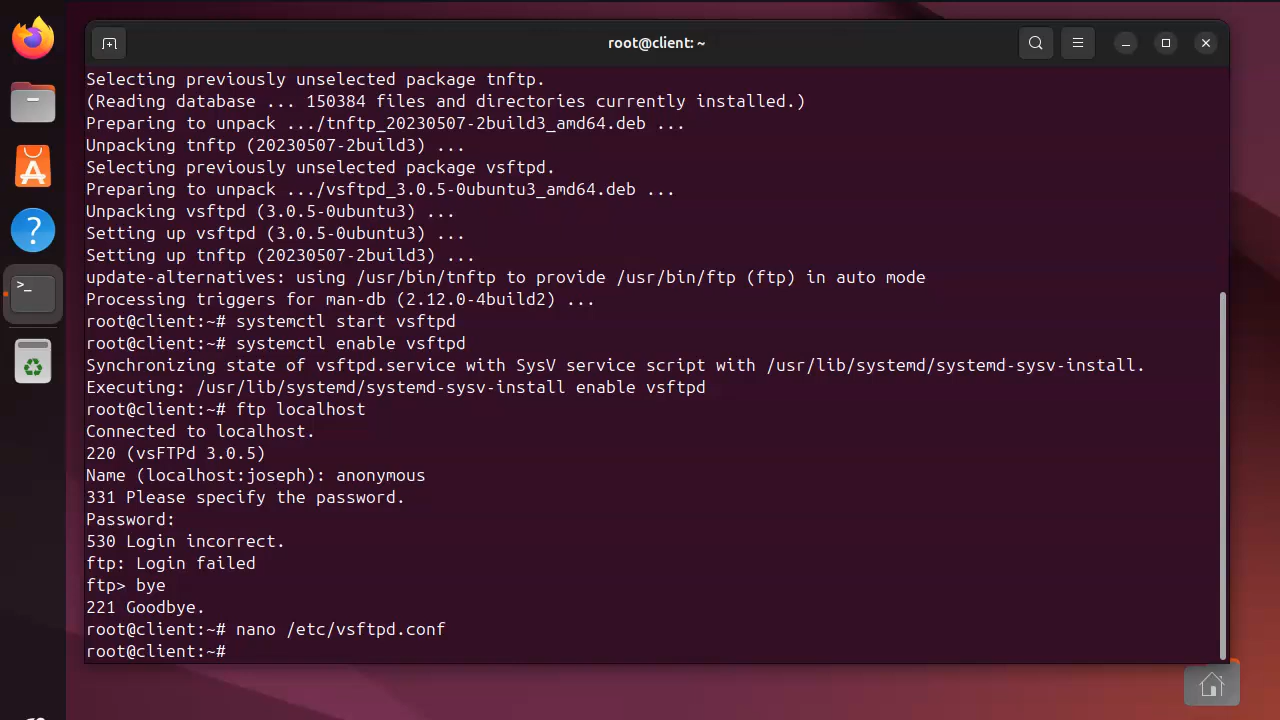 root@client: ~
Selecting previously unselected package tnftp.
(Reading database ... 150384 files and directories currently installed.)
Preparing to unpack .../tnftp_20230507-2build3_amd64.deb ...
Unpacking tnftp (20230507-2build3) ...
Selecting previously unselected package vsftpd.
Preparing to unpack .../vsftpd_3.0.5-0ubuntu3_amd64.deb ...
Unpacking vsftpd (3.0.5-0ubuntu3) ...
Setting up vsftpd (3.0.5-0ubuntu3) ...
Setting up tnftp (20230507-2build3) ...
update-alternatives: using /usr/bin/tnftp to provide /usr/bin/ftp (ftp) in auto mode
Processing triggers for man-db (2.12.0-4build2) ...
root@client:~# systemctl start vsftpd
root@client:~# systemctl enable vsftpd
Synchronizing state of vsftpd.service with SysV service script with /usr/lib/systemd/systemd-sysv-install.
Executing: /usr/lib/systemd/systemd-sysv-install enable vsftpd
root@client:~# ftp localhost
Connected to localhost.
220 (vsFTPd 3.0.5)
Name (localhost:joseph): anonymous
331 Please specify the password.
Password:
530 Login incorrect.
ftp: Login failed
ftp> bye
221 Goodbye.
root@client:~# nano /etc/vsftpd.conf
root@client:~#